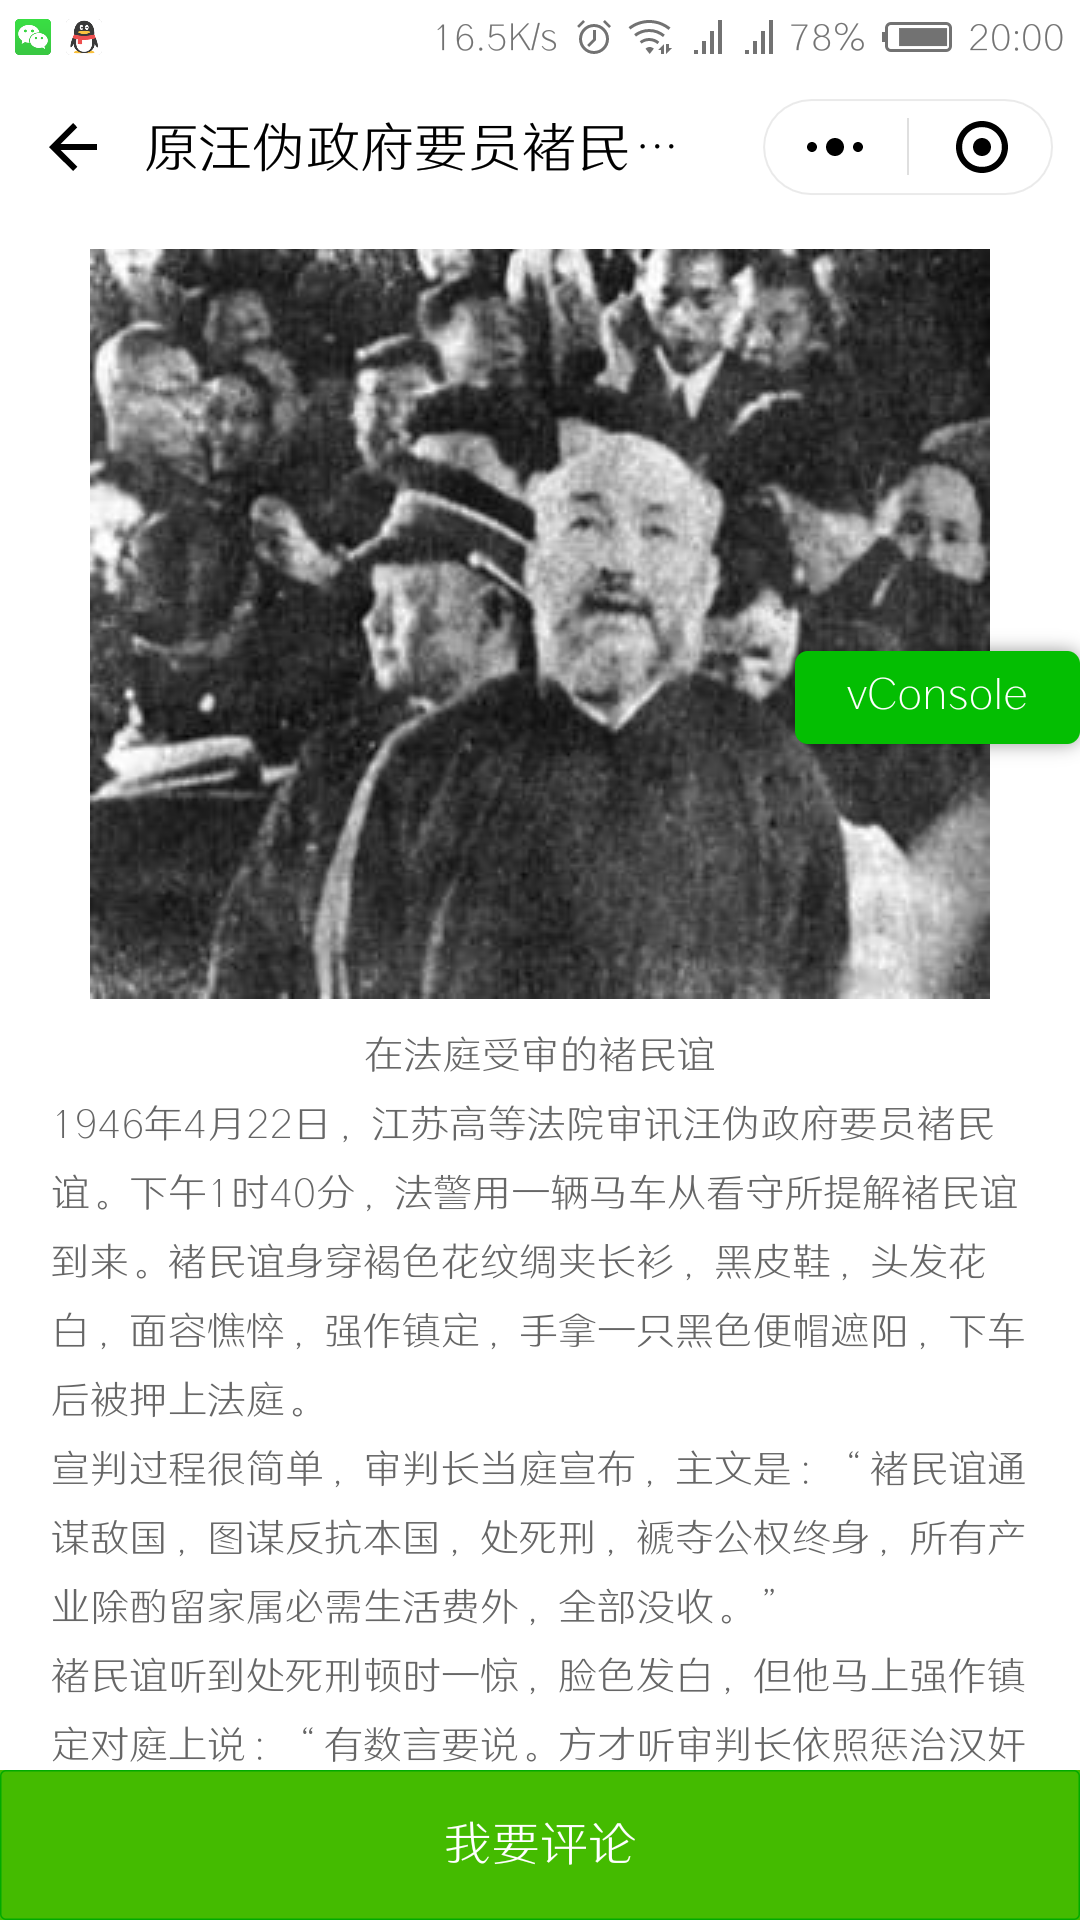 16.5K/s 78% 20:00
原汪伪政府要员褚民…
vConsole
在法庭受审的褚民谊
1946年4月22日，江苏高等法院审讯汪伪政府要员褚民
谊。下午1时40分，法警用一辆马车从看守所提解褚民谊
到来。褚民谊身穿褐色花纹绸夹长衫，黑皮鞋，头发花
白，面容憔悴，强作镇定，手拿一只黑色便帽遮阳，下车
后被押上法庭。
宣判过程很简单，审判长当庭宣布，主文是：“褚民谊通
谋敌国，图谋反抗本国，处死刑，褫夺公权终身，所有产
业除酌留家属必需生活费外，全部没收。”
褚民谊听到处死刑顿时一惊，脸色发白，但他马上强作镇
定对庭上说：“有数言要说。方才听审判长依照惩治汉奸
我要评论